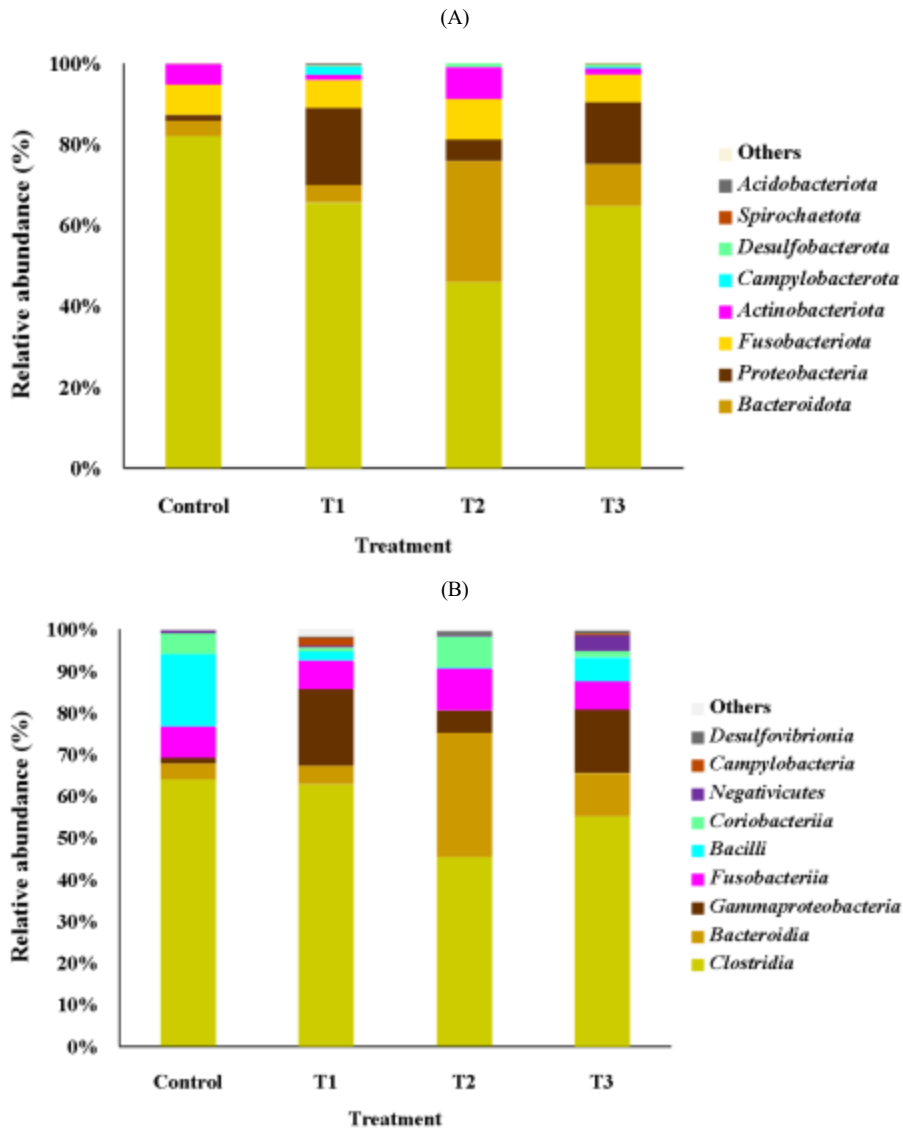 (A)
100%
80%
60%
40%
20%
0%
Relative abundance (%)
Control T1 T2 T3
Treatment
Others
Acidobacteriota
Spirochaetota
Desulfobacterota
Campylobacterota
Actinobacteriota
Fusobacteriota
Proteobacteria
Bacteroidota
(B)
100%
90%
80%
70%
60%
50%
40%
30%
20%
10%
0%
Relative abundance (%)
Control T1 T2 T3
Treatment
Others
Desulfovibrionia
Campylobacteria
Negativicutes
Coriobacteriia
Bacilli
Fusobacteriia
Gammaproteobacteria
Bacteroidia
Clostridia